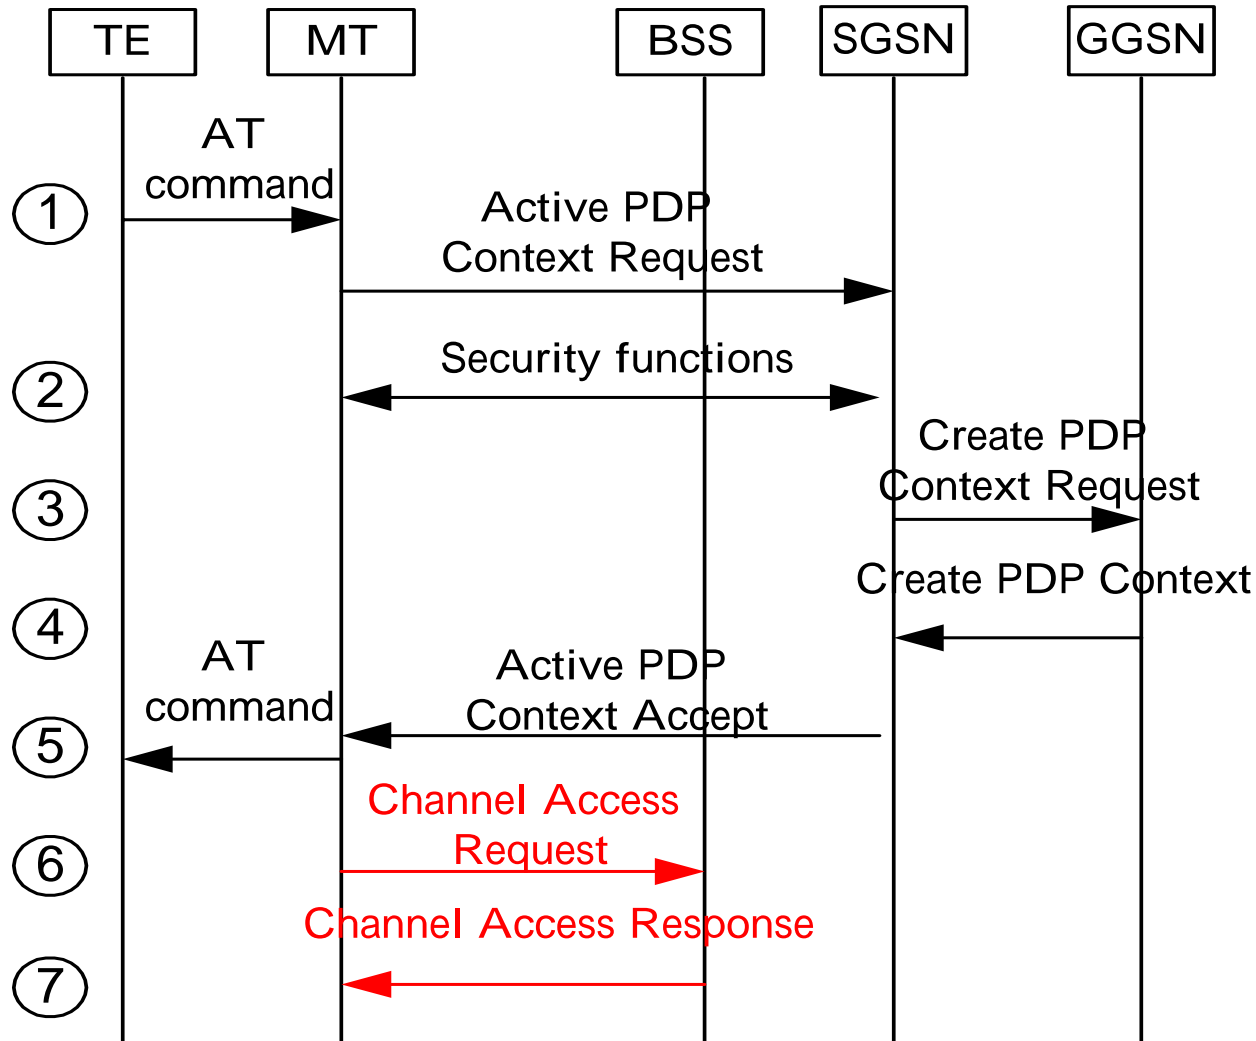 TE
MT
BSS
SGSN
GGSN
AT
command
1
Active PDP
Context Request
Security functions
2
Create PDP
Context Request
3
Create PDP Context
4
AT
command
Active PDP
Context Accept
5
Channel Access
Request
6
Channel Access Response
7